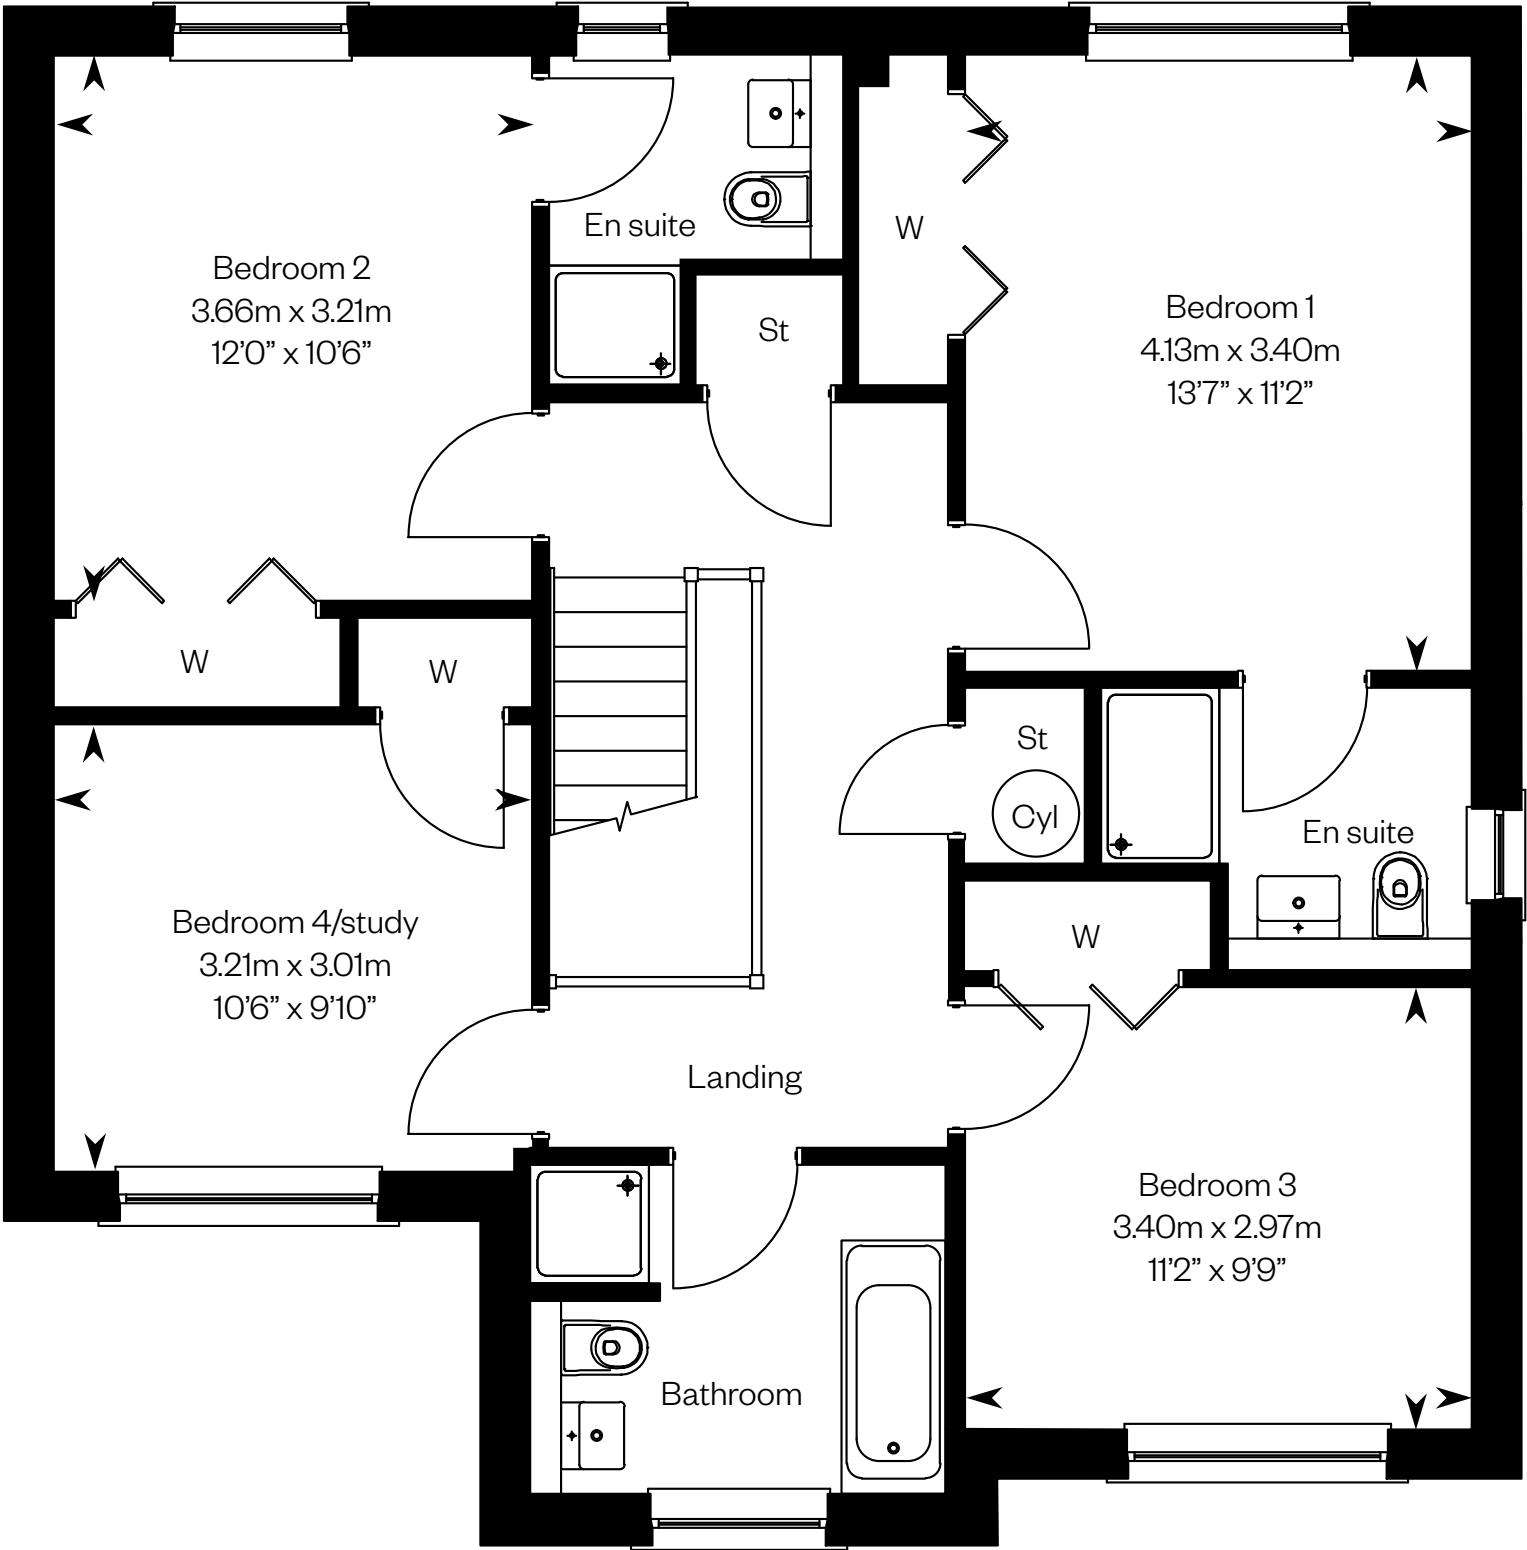 En suite
W
Bedroom 2
3.66m x 3.21m
12’0” x 10’6”
St
Bedroom 1
4.13m x 3.40m
13’7” x 11’2”
W
W
St
Cyl
En suite
Bedroom 4/study
3.21m x 3.01m
10’6” x 9’10”
W
Landing
Bedroom 3
3.40m x 2.97m
11’2” x 9’9”
Bathroom